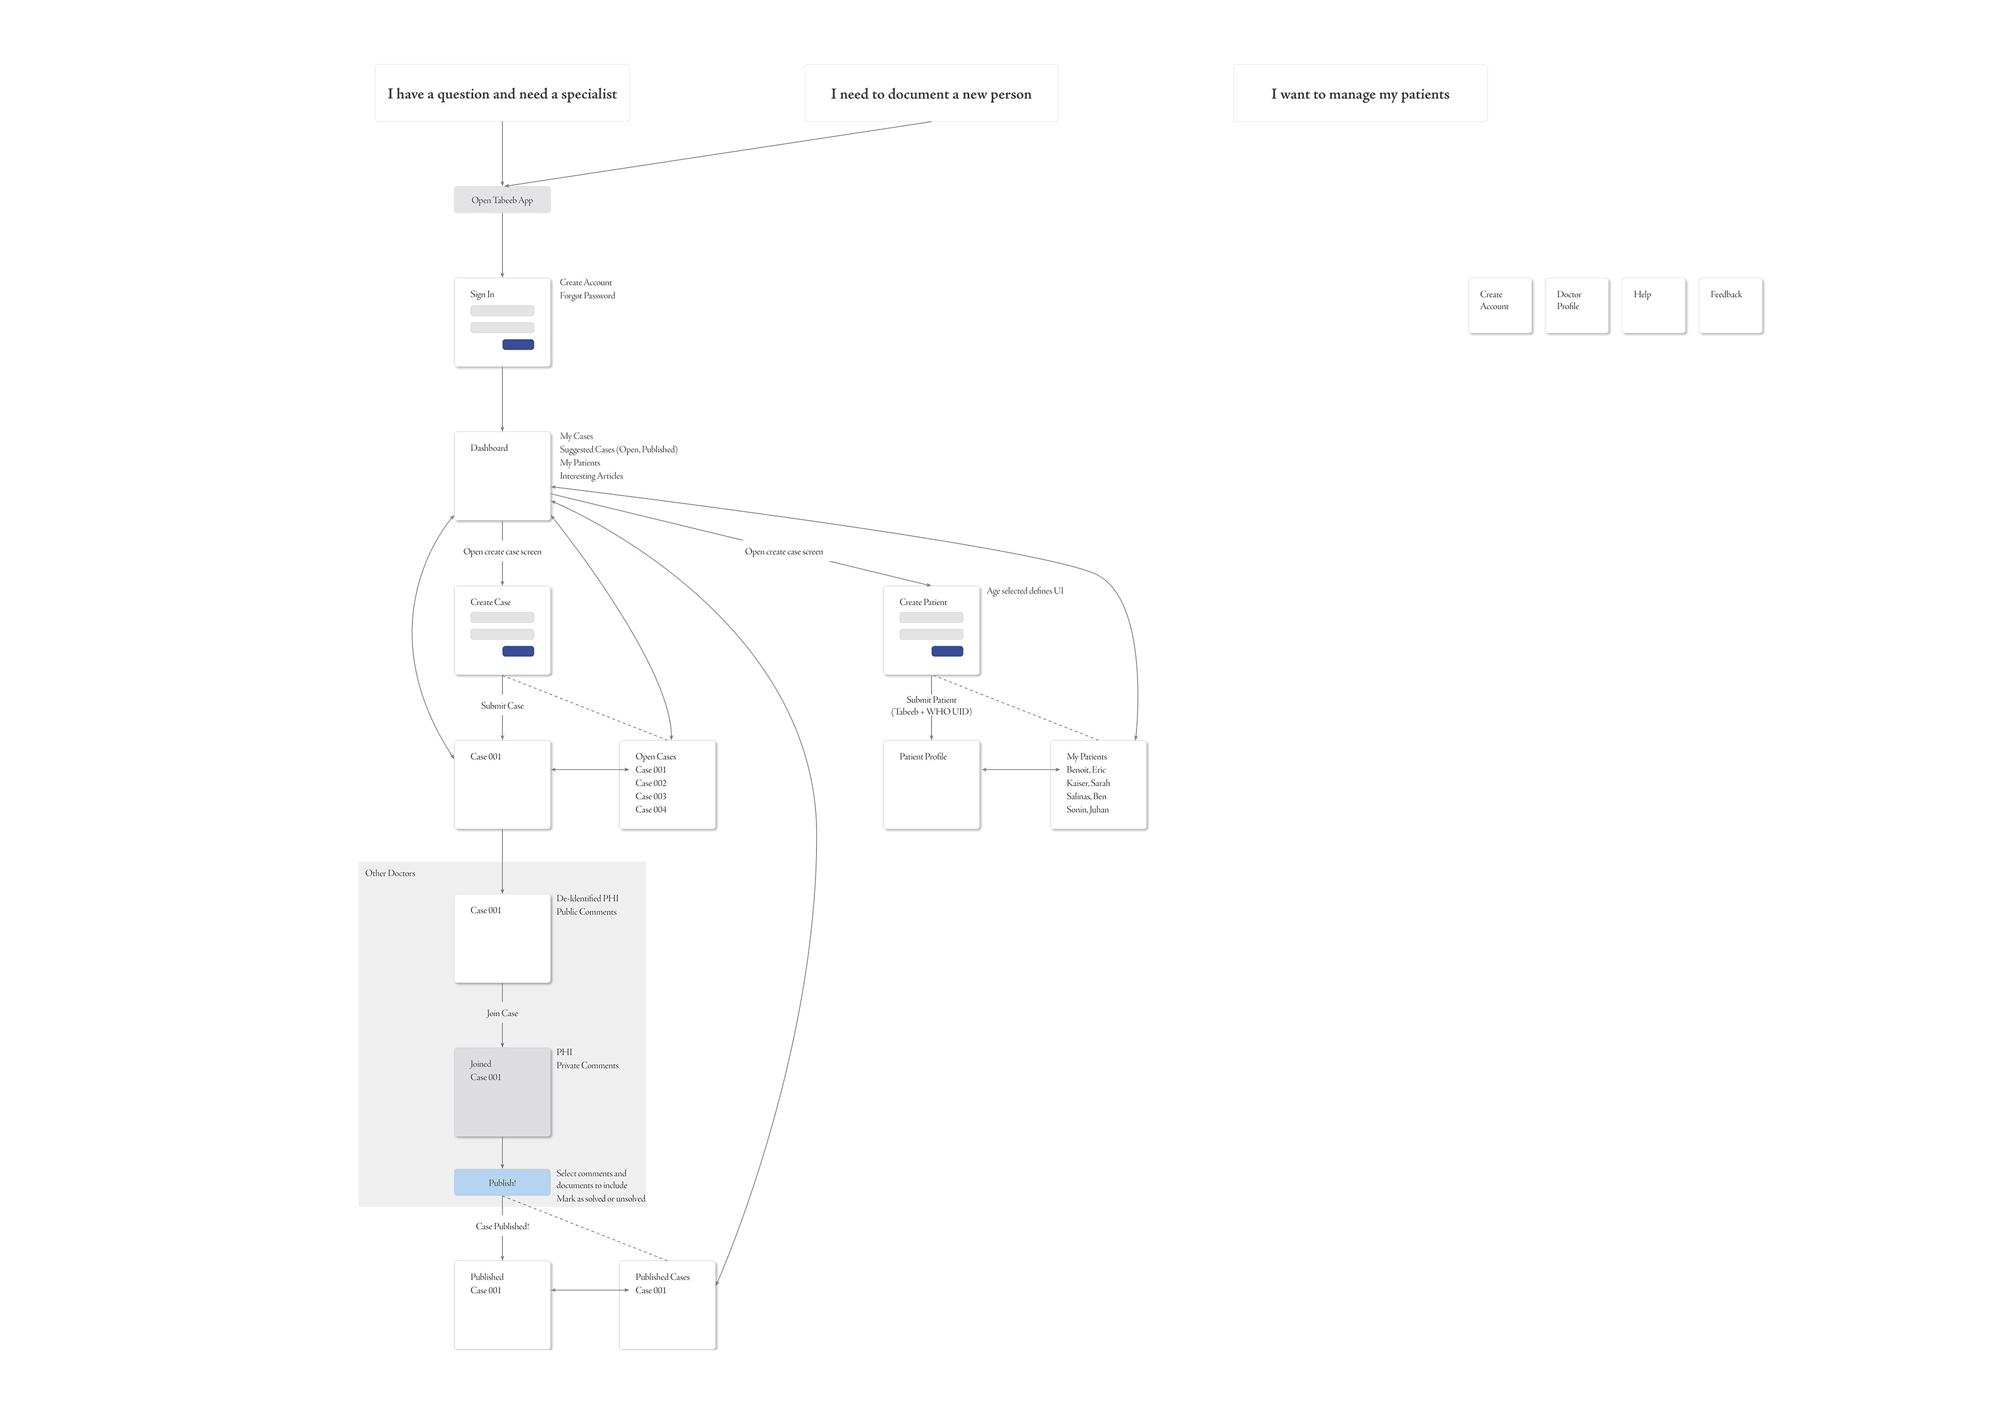 I have a question and need a specialist
I need to document a new person
I want to manage my patients
Open Tabeeb App
Sign In
Create Account
Forgot Password
Create
Account
Doctor
Profile
Help
Feedback
Dashboard
My Cases
Suggested Cases (Open, Published)
My Patients
Interesting Articles
Open create case screen
Open create case screen
Create Case
Create Patient
Age selected defines UI
Submit Case
Submit Patient
(Tabeeb + WHO UID)
Case 001
Open Cases
Case 001
Case 002
Case 003
Case 004
Patient Profile
My Patients
Benoit, Eric
Kaiser, Sarah
Salinas, Ben
Sonin, Juhan
Other Doctors
Case 001
De-Identified PHI
Public Comments
Join Case
Joined
Case 001
PHI
Private Comments
Publish!
Select comments and
documents to include
Mark as solved or unsolved
Case Published!
Published
Case 001
Published Cases
Case 001